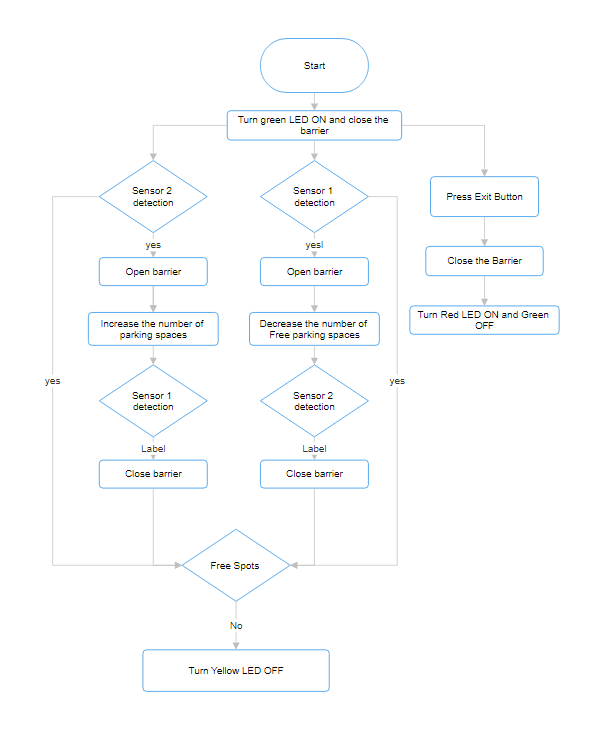 Start
Turn green LED ON and close the
barrier
Sensor 2
detection
Sensor 1
detection
Press Exit Button
yes
yesl
Open barrier
Open barrier
Close the Barrier
Increase the number of
parking spaces
Decrease the number of
Free parking spaces
Turn Red LED ON and Green
OFF
yes
yes
Sensor 1
detection
Sensor 2
detection
Label
Label
Close barrier
Close barrier
Free Spots
No
Turn Yellow LED OFF